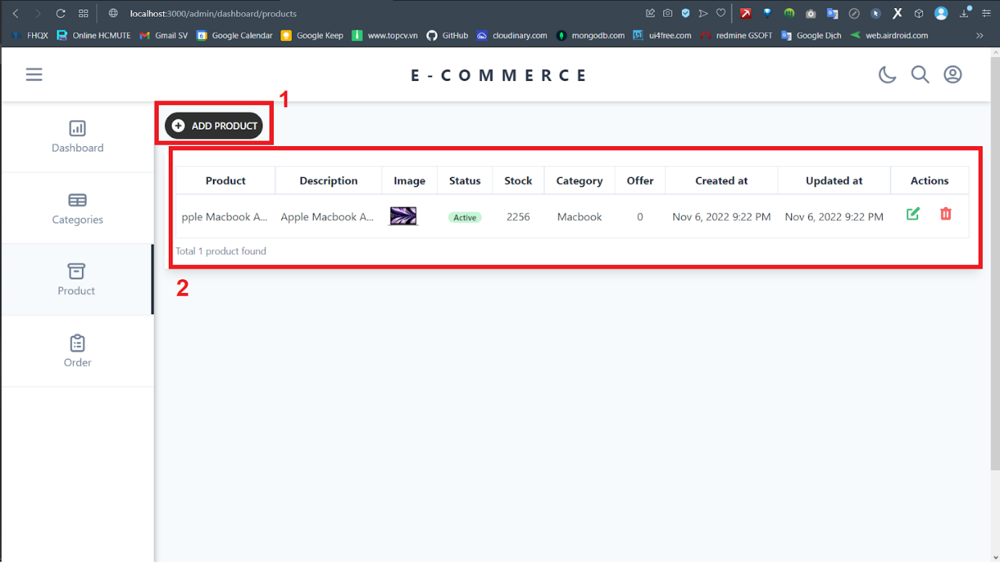 localhost:3000/admin/dashboard/products
FHQX Online HCMUTE Gmail SV Google Calendar Google Keep www.topcv.vn GitHub cloudinary.com mongodb.com ui4free.com redmine GSOFT Google Dịch web.airdroid.com
E-COMMERCE
1
ADD PRODUCT
Dashboard
Categories
Product
Order
Product Description Image Status Stock Category Offer Created at Updated at Actions
pple Macbook A... Apple Macbook A... Active 2256 Macbook 0 Nov 6, 2022 9:22 PM Nov 6, 2022 9:22 PM
Total 1 product found
2